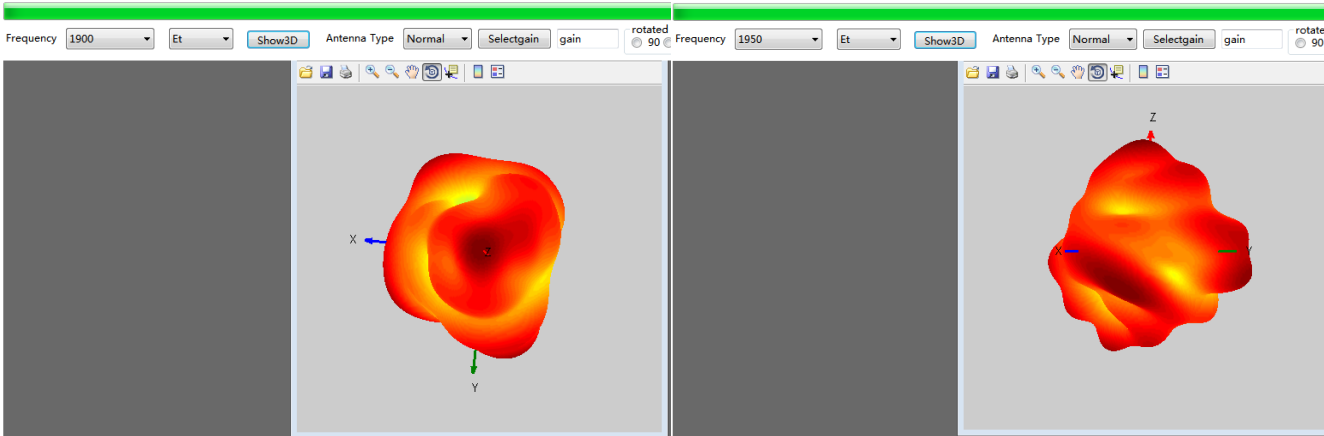 Frequency 1900 Et Show3D Antenna Type Normal Selectgain gain rotated 90
Z
X
Y
Frequency 1950 Et Show3D Antenna Type Normal Selectgain gain rotate 90
Z
X Y